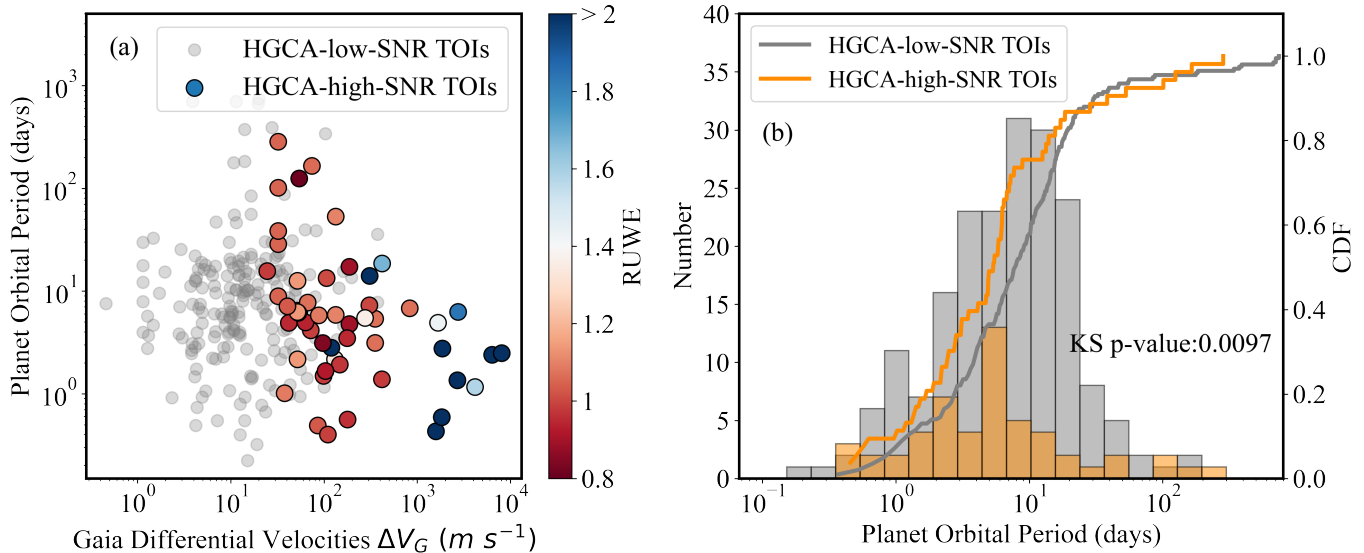 (a)
HGCA-low-SNR TOIs
HGCA-high-SNR TOIs
Planet Orbital Period (days)
10³
10²
10¹
10⁰
10⁰
10¹
10²
10³
10⁴
Gaia Differential Velocities ΔV_G (m s⁻¹)
> 2
1.8
1.6
1.4
1.2
1
0.8
RUWE
HGCA-low-SNR TOIs
HGCA-high-SNR TOIs
(b)
KS p-value:0.0097
Number
40
35
30
25
20
15
10
5
0
10⁻¹
10⁰
10¹
10²
Planet Orbital Period (days)
1.0
0.8
0.6
0.4
0.2
0.0
CDF